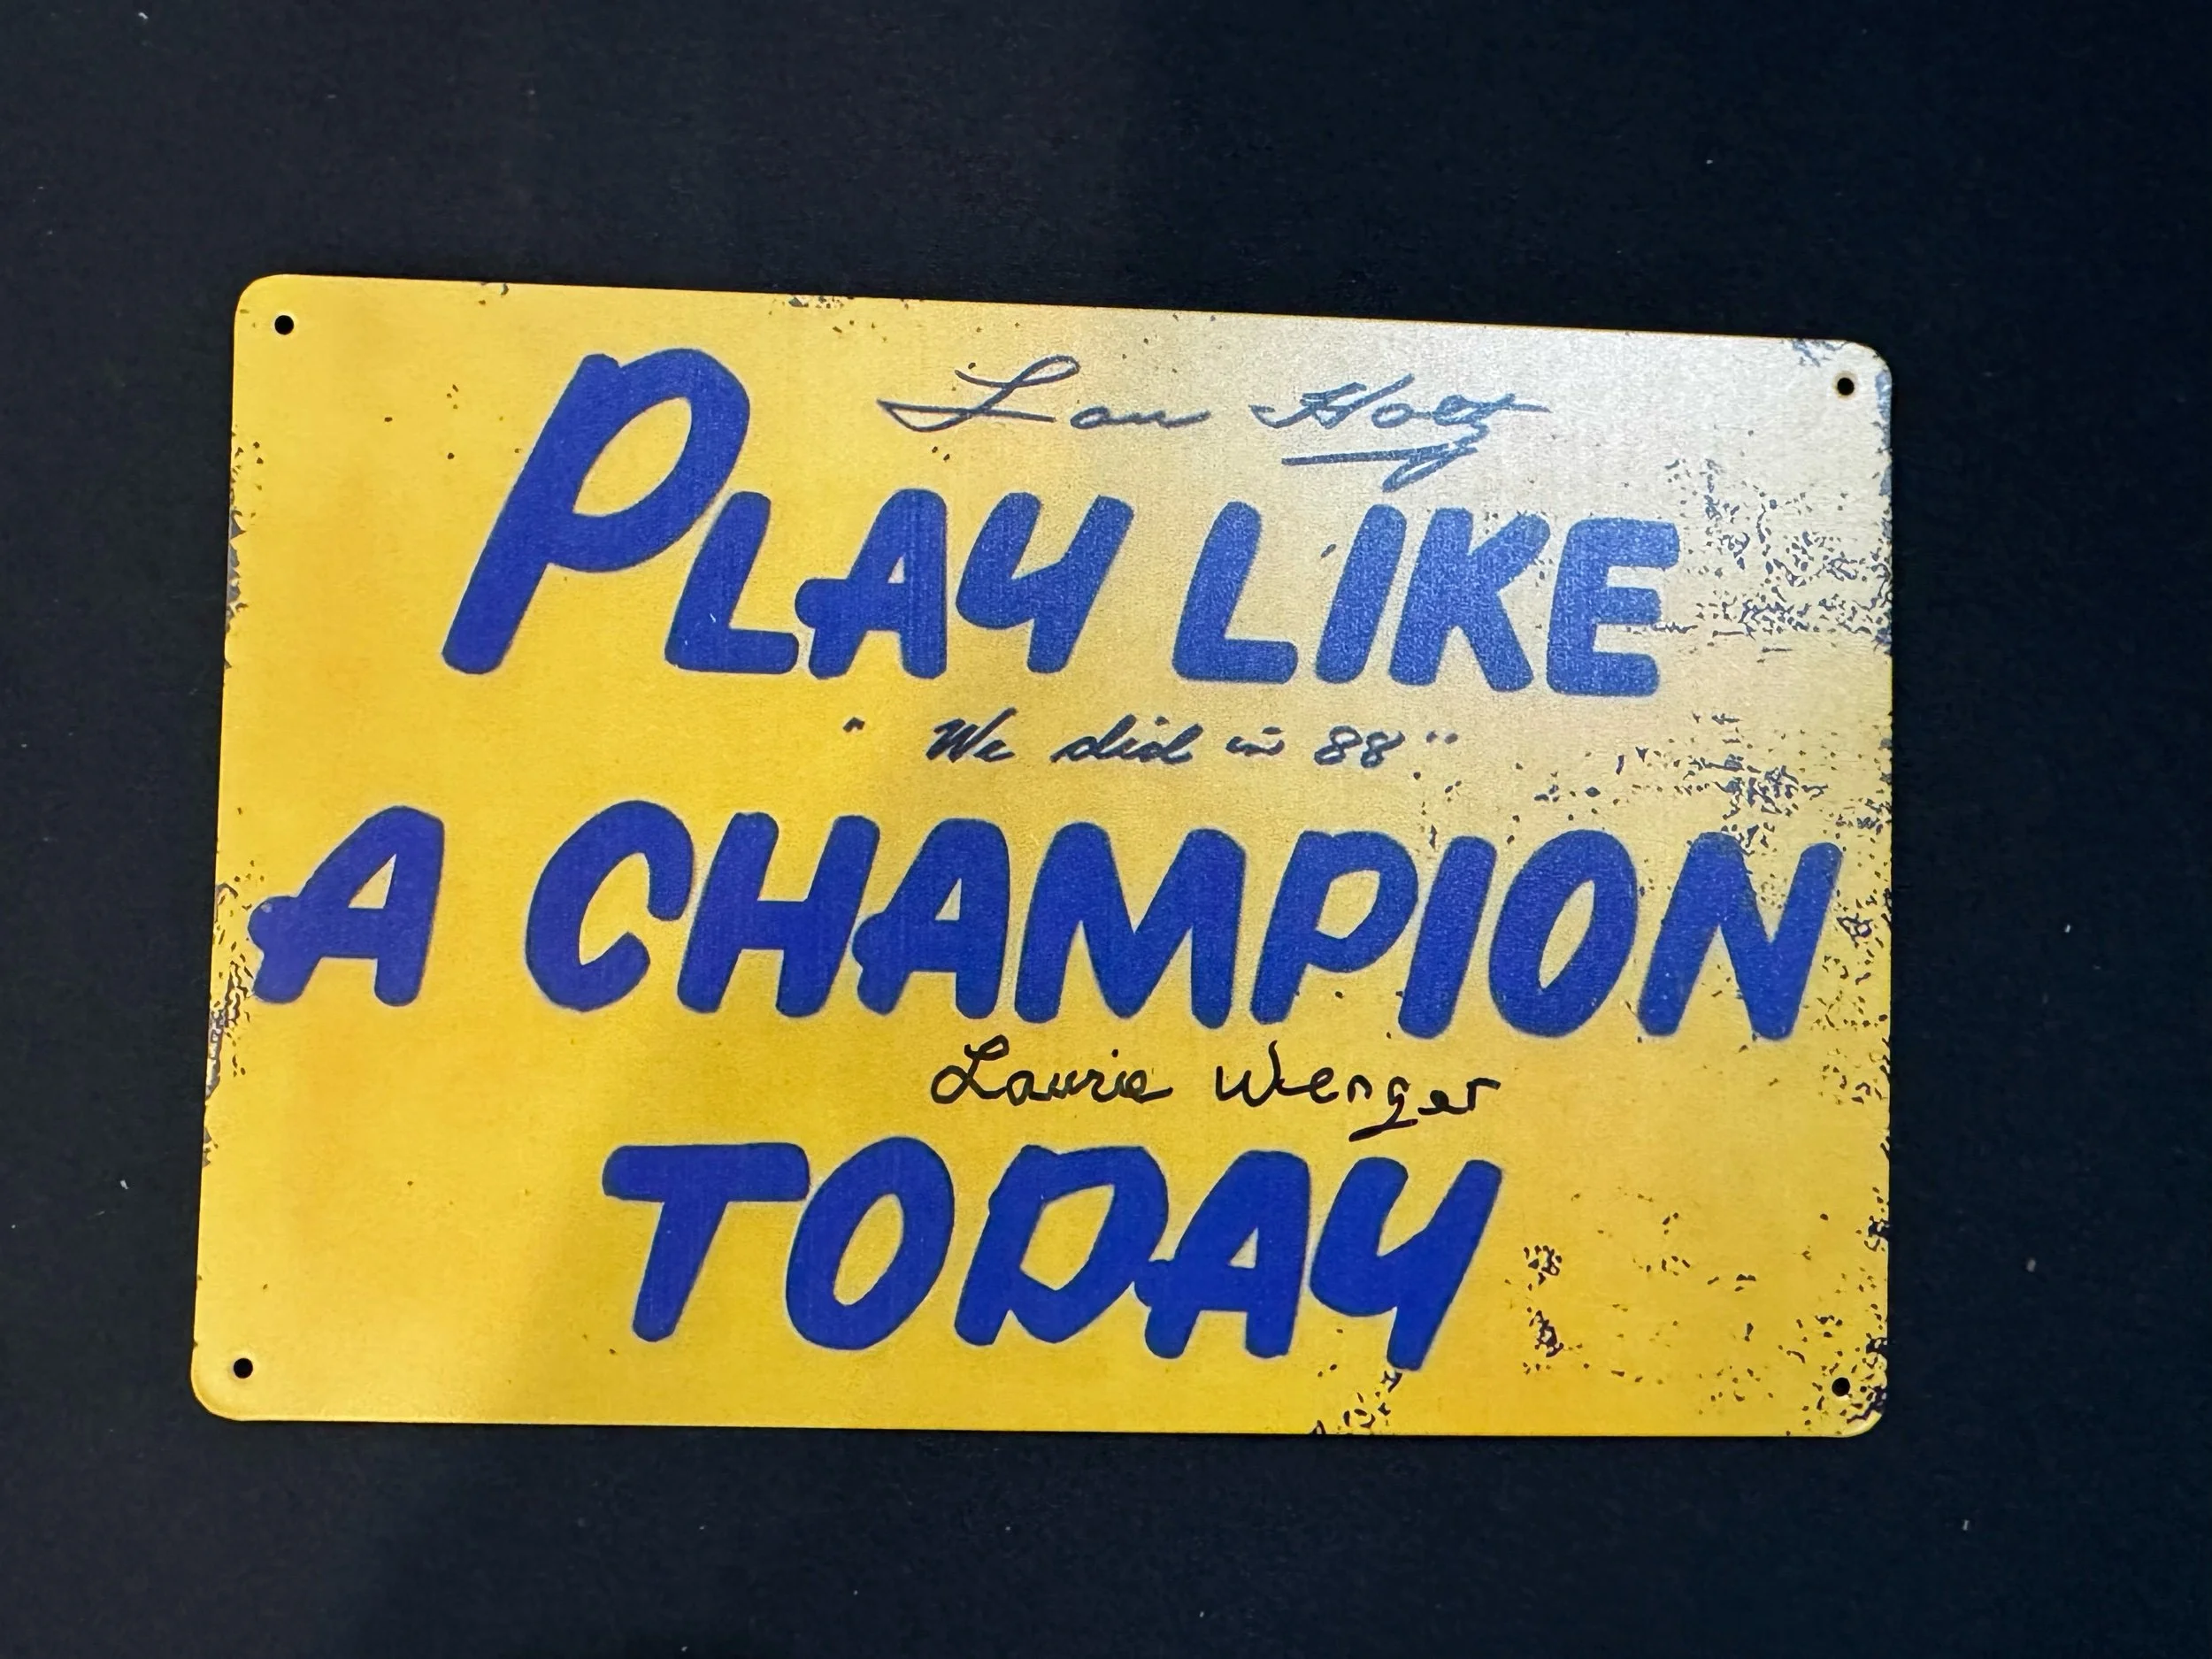 Lou Holtz
PLAY LIKE
"We did in 88"
A CHAMPION
Laurie Wenger
TODAY